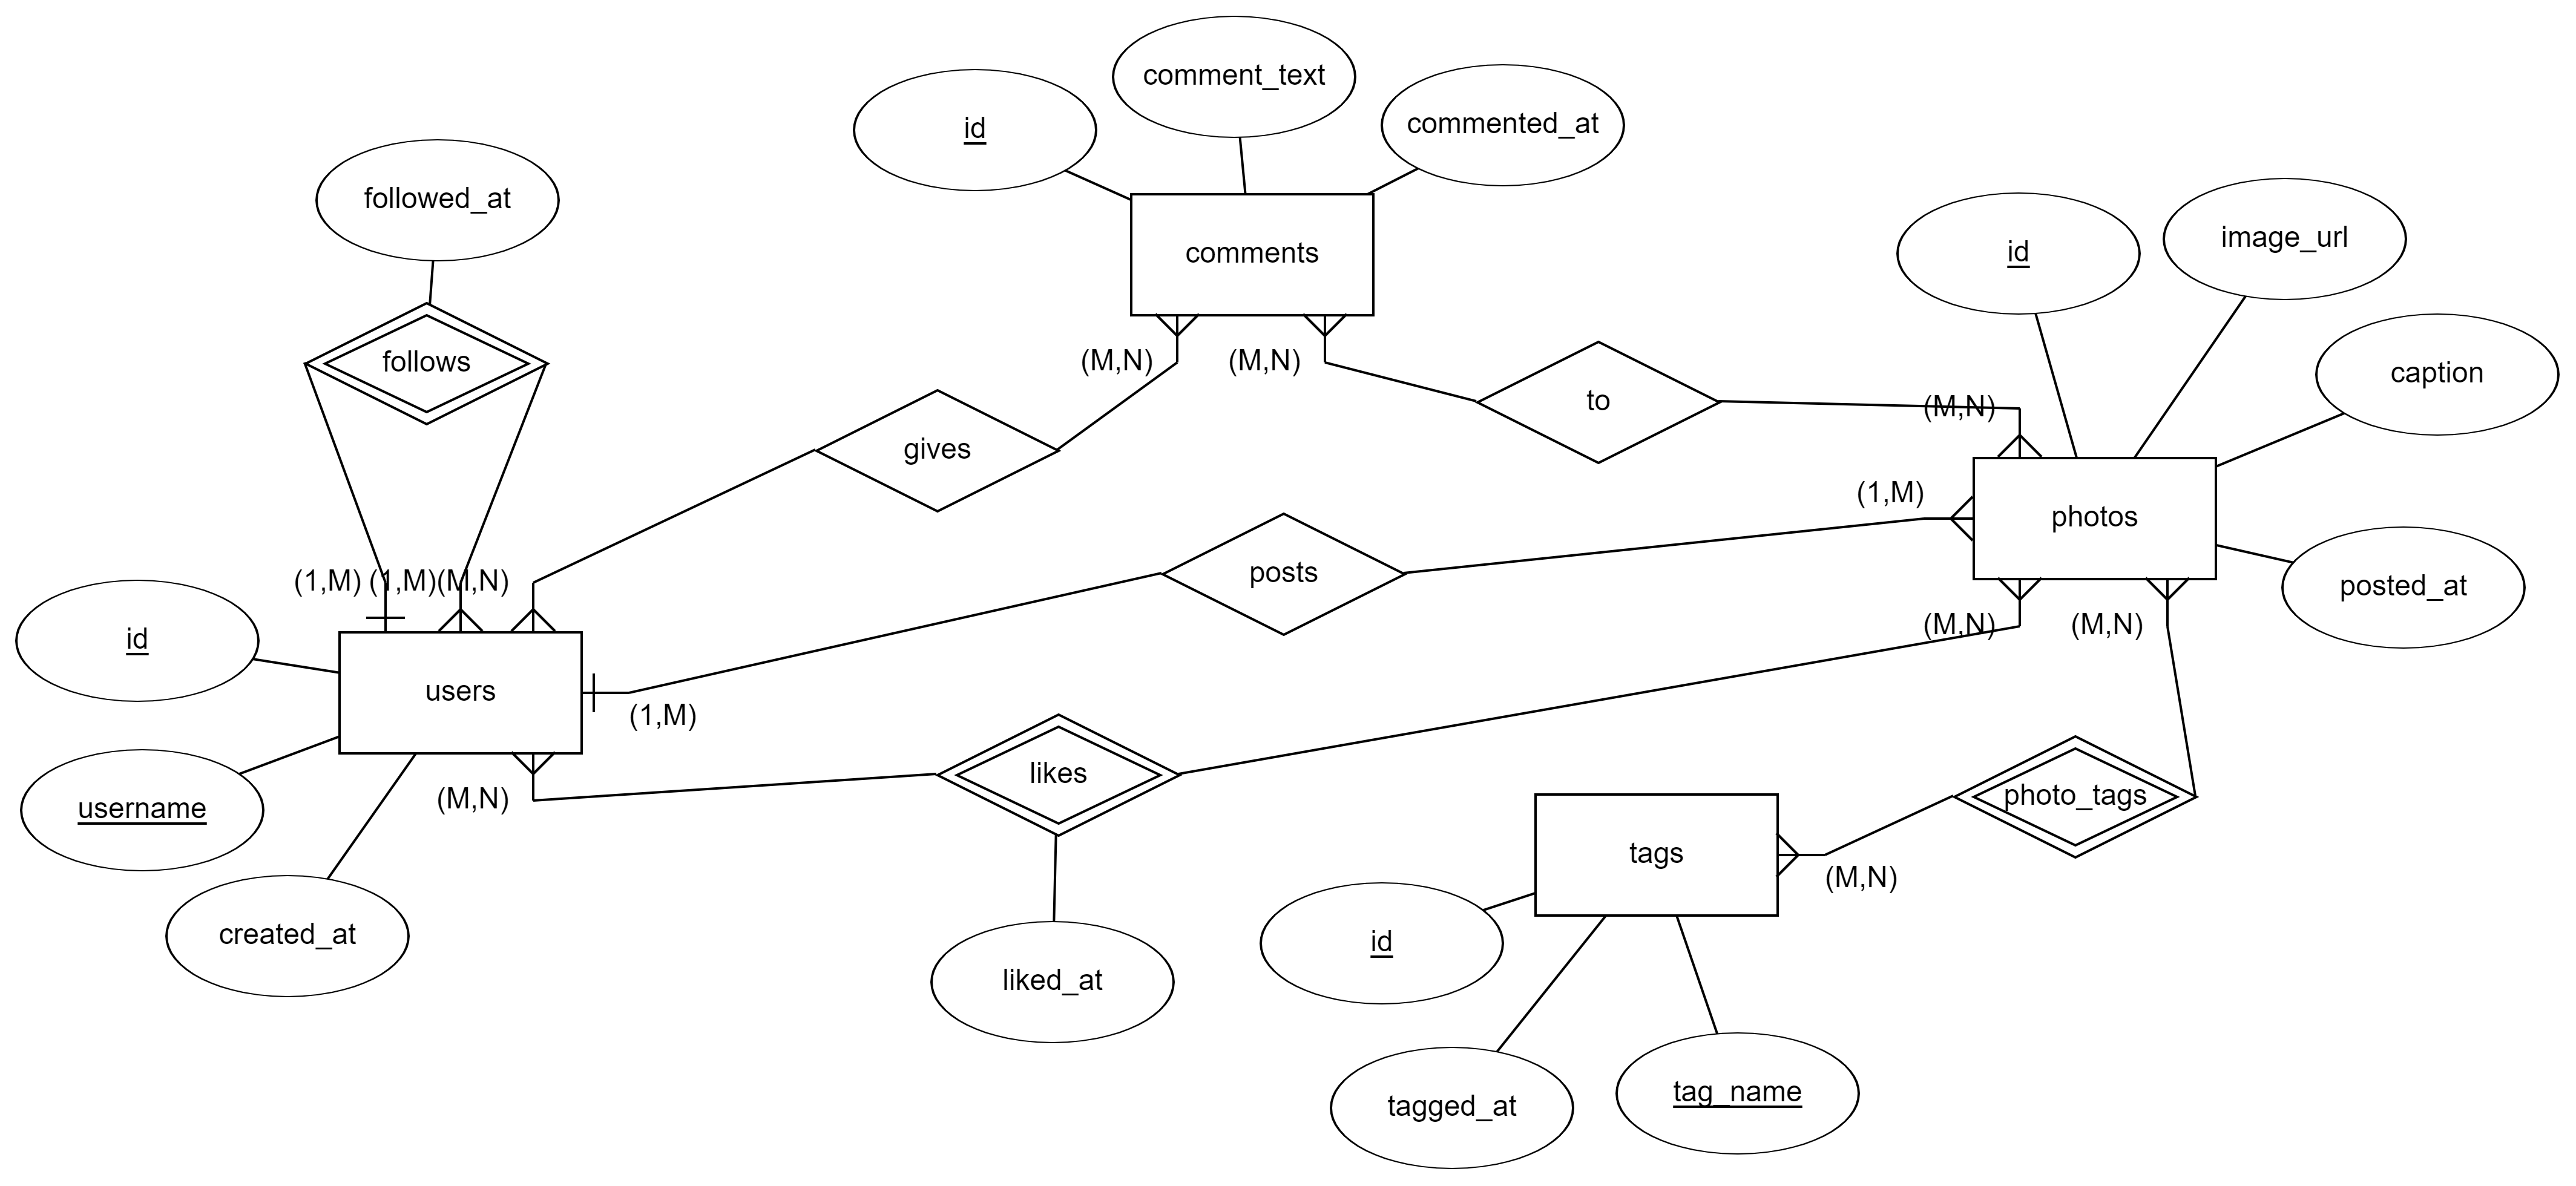 comment_text
commented_at
id
followed_at
comments
id
image_url
follows
(M,N)
(M,N)
to
(M,N)
caption
gives
(1,M)
photos
posts
(1,M)
(1,M)
(M,N)
posted_at
id
users
(1,M)
(M,N)
(M,N)
username
(M,N)
likes
photo_tags
tags
(M,N)
created_at
liked_at
id
tagged_at
tag_name